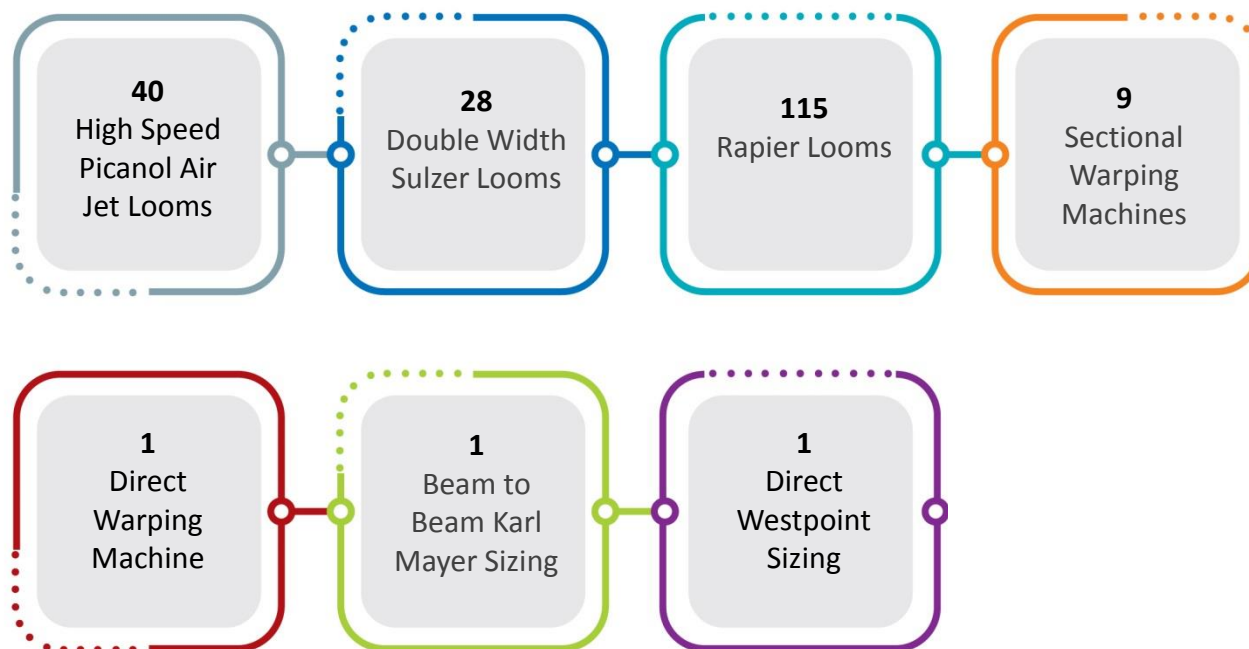 40
High Speed
Picanol Air
Jet Looms
28
Double Width
Sulzer Looms
115
Rapier Looms
9
Sectional
Warping
Machines
1
Direct
Warping
Machine
1
Beam to
Beam Karl
Mayer Sizing
1
Direct
Westpoint
Sizing